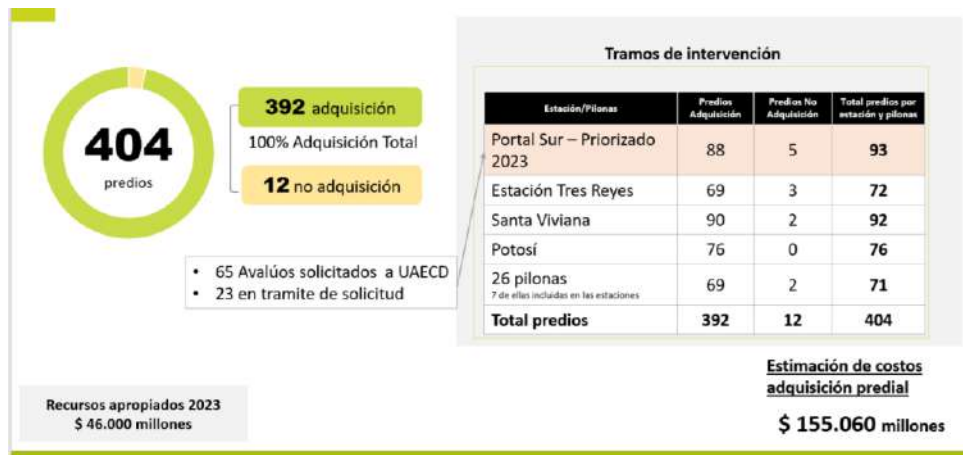 404
predios
392 adquisición
100% Adquisición Total
12 no adquisición
• 65 Avalúos solicitados a UAECD
• 23 en tramite de solicitud
Tramos de intervención
Estación/Pilonas
Predios
Adquisición
Predios No
Adquisición
Total predios por
estación y pilonas
Portal Sur – Priorizado
2023
88
5
93
Estación Tres Reyes
69
3
72
Santa Viviana
90
2
92
Potosí
76
0
76
26 pilonas
7 de ellas incluidas en las estaciones
69
2
71
Total predios
392
12
404
Recursos apropiados 2023
$ 46.000 millones
Estimación de costos
adquisición predial
$ 155.060 millones